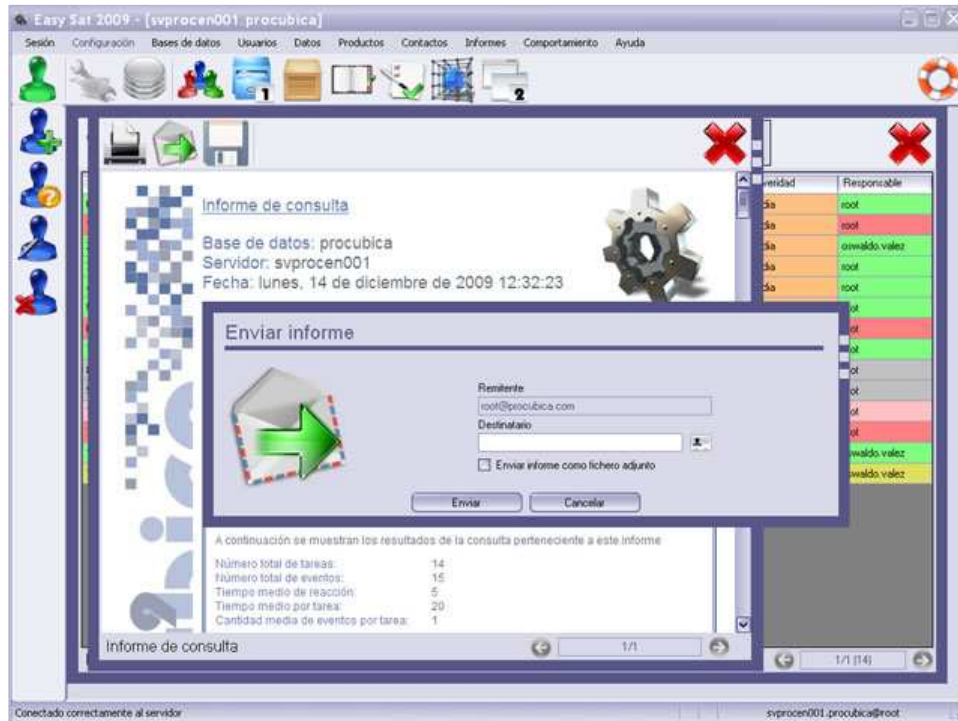 Easy Sat 2009 - [svprocen001.procubica]
Sesión Configuración Bases de datos Usuarios Datos Productos Contactos Informes Comportamiento Ayuda
1
2
Responsable
Informe de consulta
Base de datos: procubica
Servidor: svprocen001
Fecha: lunes, 14 de diciembre de 2009 12:32:23
root
root
oswaldo.valez
root
root
Enviar informe
Remitente
root@procubica.com
Destinatario
Enviar informe como fichero adjunto
Enviar Cancelar
A continuación se muestran los resultados de la consulta perteneciente a este informe
Número total de tareas: 14
Número total de eventos: 15
Tiempo medio de reacción: 5
Tiempo medio por tarea: 20
Cantidad media de eventos por tarea: 1
Informe de consulta
1/1
1/1 (14)
Conectado correctamente al servidor
svprocen001.procubica@root